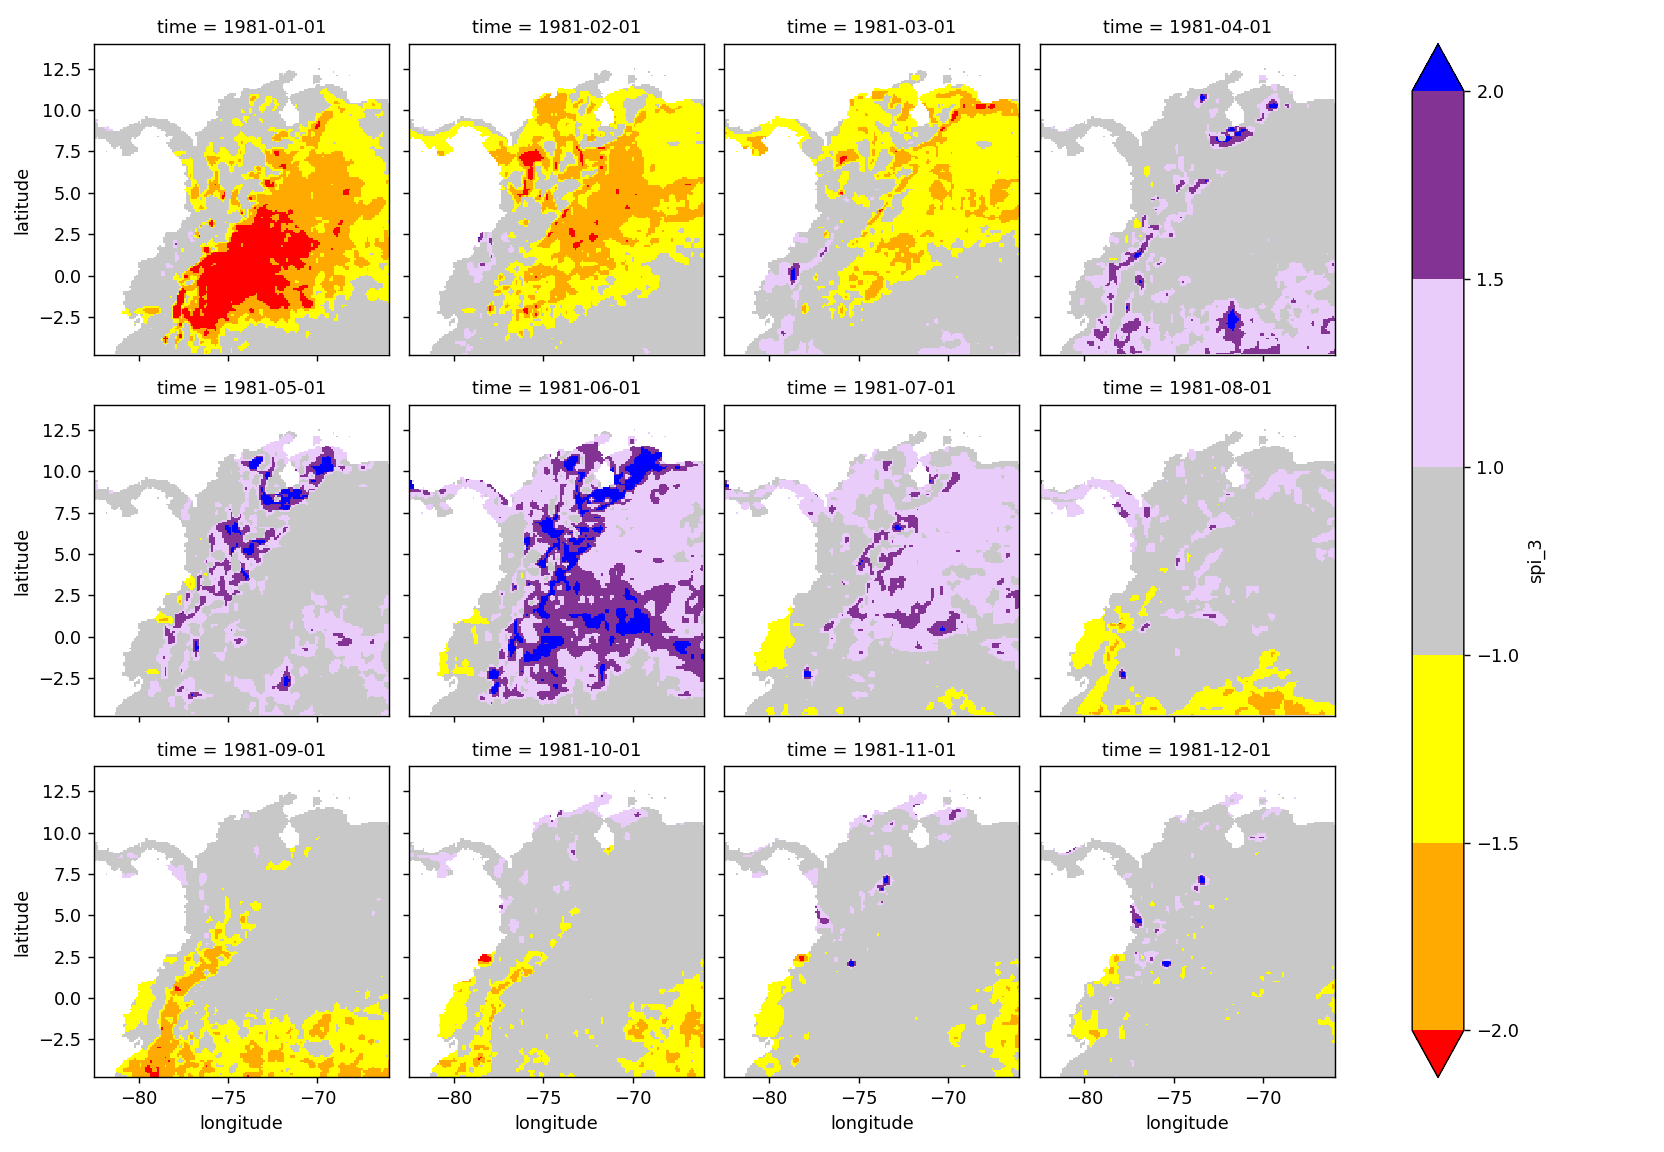 time = 1981-01-01
time = 1981-02-01
time = 1981-03-01
time = 1981-04-01
12.5
10.0
7.5
5.0
2.5
0.0
−2.5
latitude
time = 1981-05-01
time = 1981-06-01
time = 1981-07-01
time = 1981-08-01
12.5
10.0
7.5
5.0
2.5
0.0
−2.5
latitude
time = 1981-09-01
time = 1981-10-01
time = 1981-11-01
time = 1981-12-01
12.5
10.0
7.5
5.0
2.5
0.0
−2.5
latitude
−80 −75 −70
longitude
−80 −75 −70
longitude
−80 −75 −70
longitude
−80 −75 −70
longitude
2.0
1.5
1.0
−1.0
−1.5
−2.0
spi_3